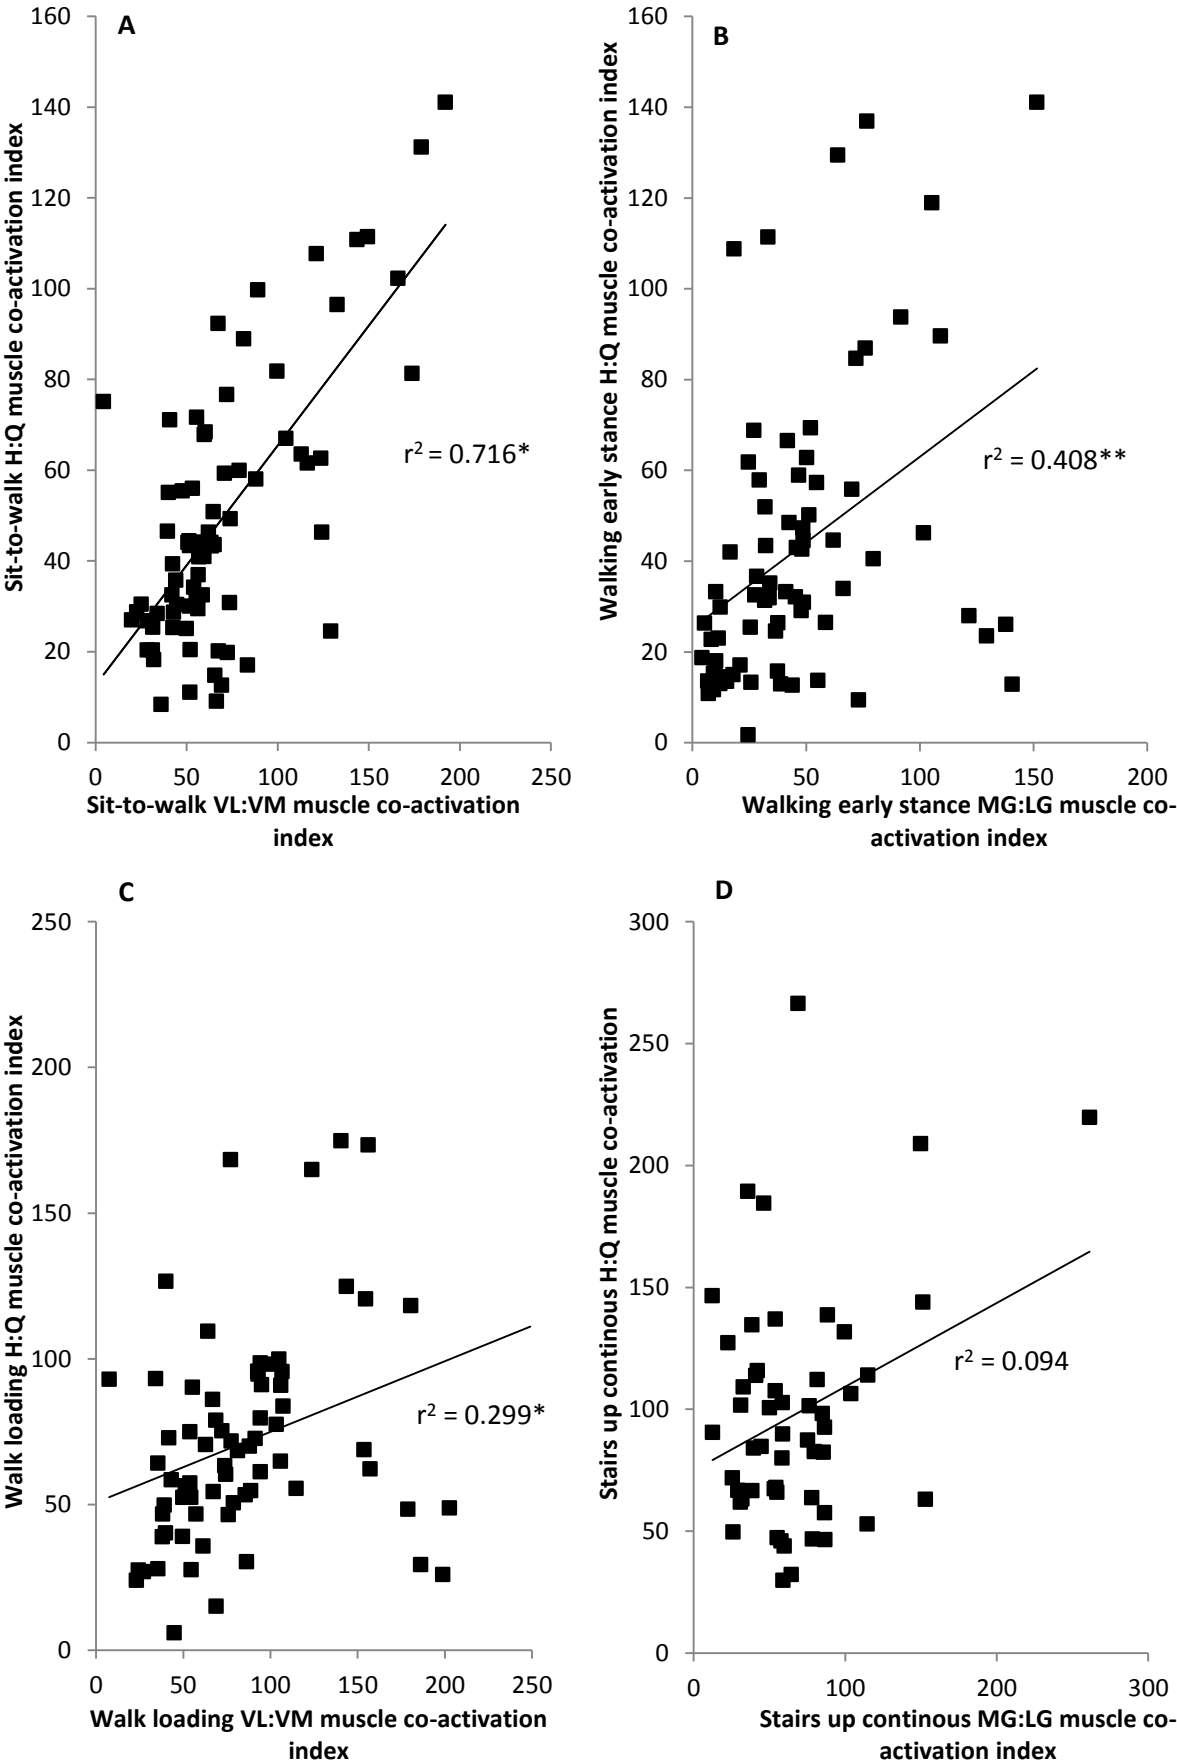 A
160
140
120
100
80
60
40
20
0
Sit-to-walk H:Q muscle co-activation index
r² = 0.716*
0 50 100 150 200 250
Sit-to-walk VL:VM muscle co-activation
index
B
160
140
120
100
80
60
40
20
0
Walking early stance H:Q muscle co-activation index
r² = 0.408**
0 50 100 150 200
Walking early stance MG:LG muscle co-
activation index
C
250
200
150
100
50
0
Walk loading H:Q muscle co-activation index
r² = 0.299*
0 50 100 150 200 250
Walk loading VL:VM muscle co-activation
index
D
300
250
200
150
100
50
0
Stairs up continous H:Q muscle co-activation
r² = 0.094
0 100 200 300
Stairs up continous MG:LG muscle co-
activation index